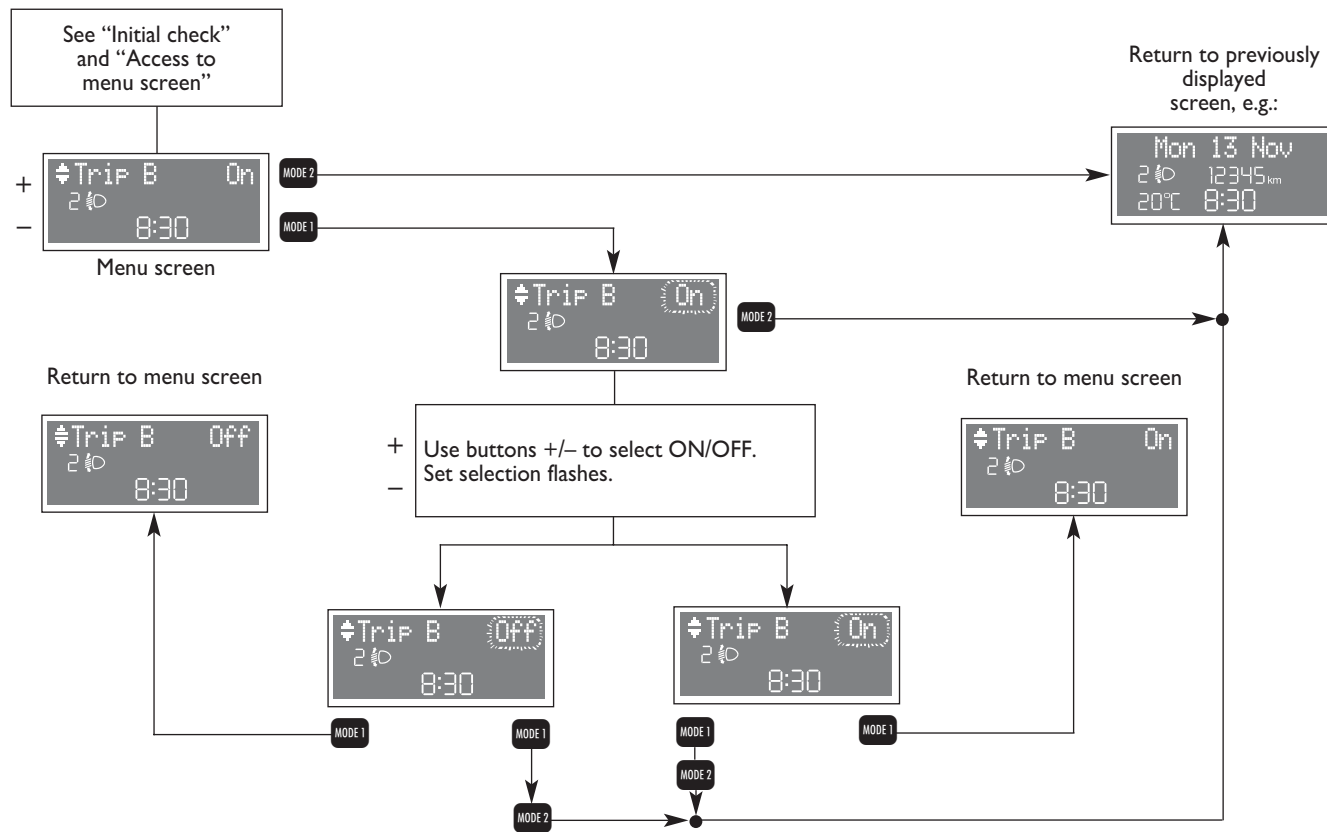 See “Initial check”
and “Access to
menu screen”
Return to previously
displayed
screen, e.g.:
+
–
Trip B On
2
8:30
MODE 2
MODE 1
Menu screen
Mon 13 Nov
2 12345 km
20°C 8:30
Trip B On
2
8:30
MODE 2
Return to menu screen
Trip B Off
2
8:30
+
–
Use buttons +/– to select ON/OFF.
Set selection flashes.
Return to menu screen
Trip B On
2
8:30
Trip B Off
2
8:30
Trip B On
2
8:30
MODE 1
MODE 1
MODE 2
MODE 1
MODE 2
MODE 1